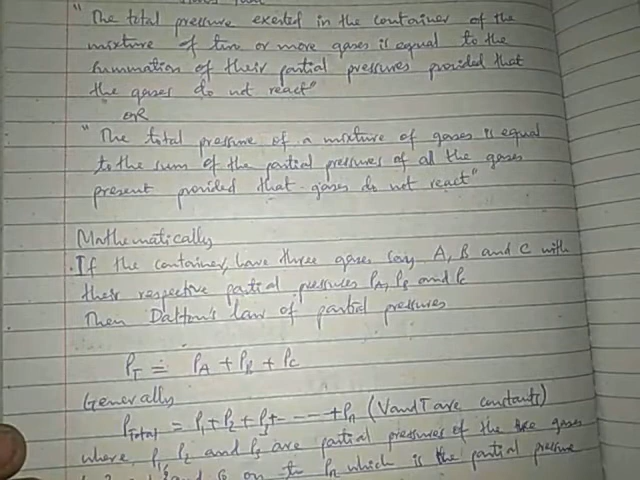 "The total pressure exerted in the container of the
mixture of two or more gases is equal to the
summation of their partial pressures provided that
the gases do not react"
OR
"The total pressure of a mixture of gases is equal
to the sum of the partial pressures of all the gases
present provided that gases do not react"
Mathematically
If the container, have three gases say A, B and C with
their respective partial pressures PA, PB and PC
Then Dalton's law of partial pressures
PT = PA + PB + PC
Generally
PTotal = P1 + P2 + P3 + - - - - - + Pn (V and T are constants)
where P1, P2 and P3 are partial pressures of the gases
on to Pn which is the partial pressure